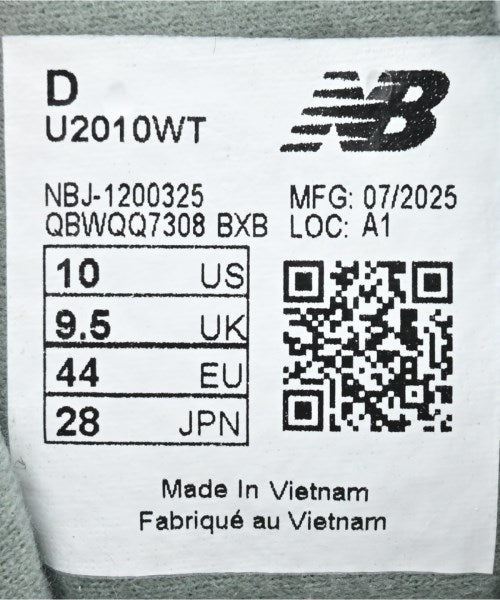 D
U2010WT
NB
NBJ-1200325 MFG: 07/2025
QBWQQ7308 BXB LOC: A1
10 US
9.5 UK
44 EU
28 JPN
Made In Vietnam
Fabriqué au Vietnam